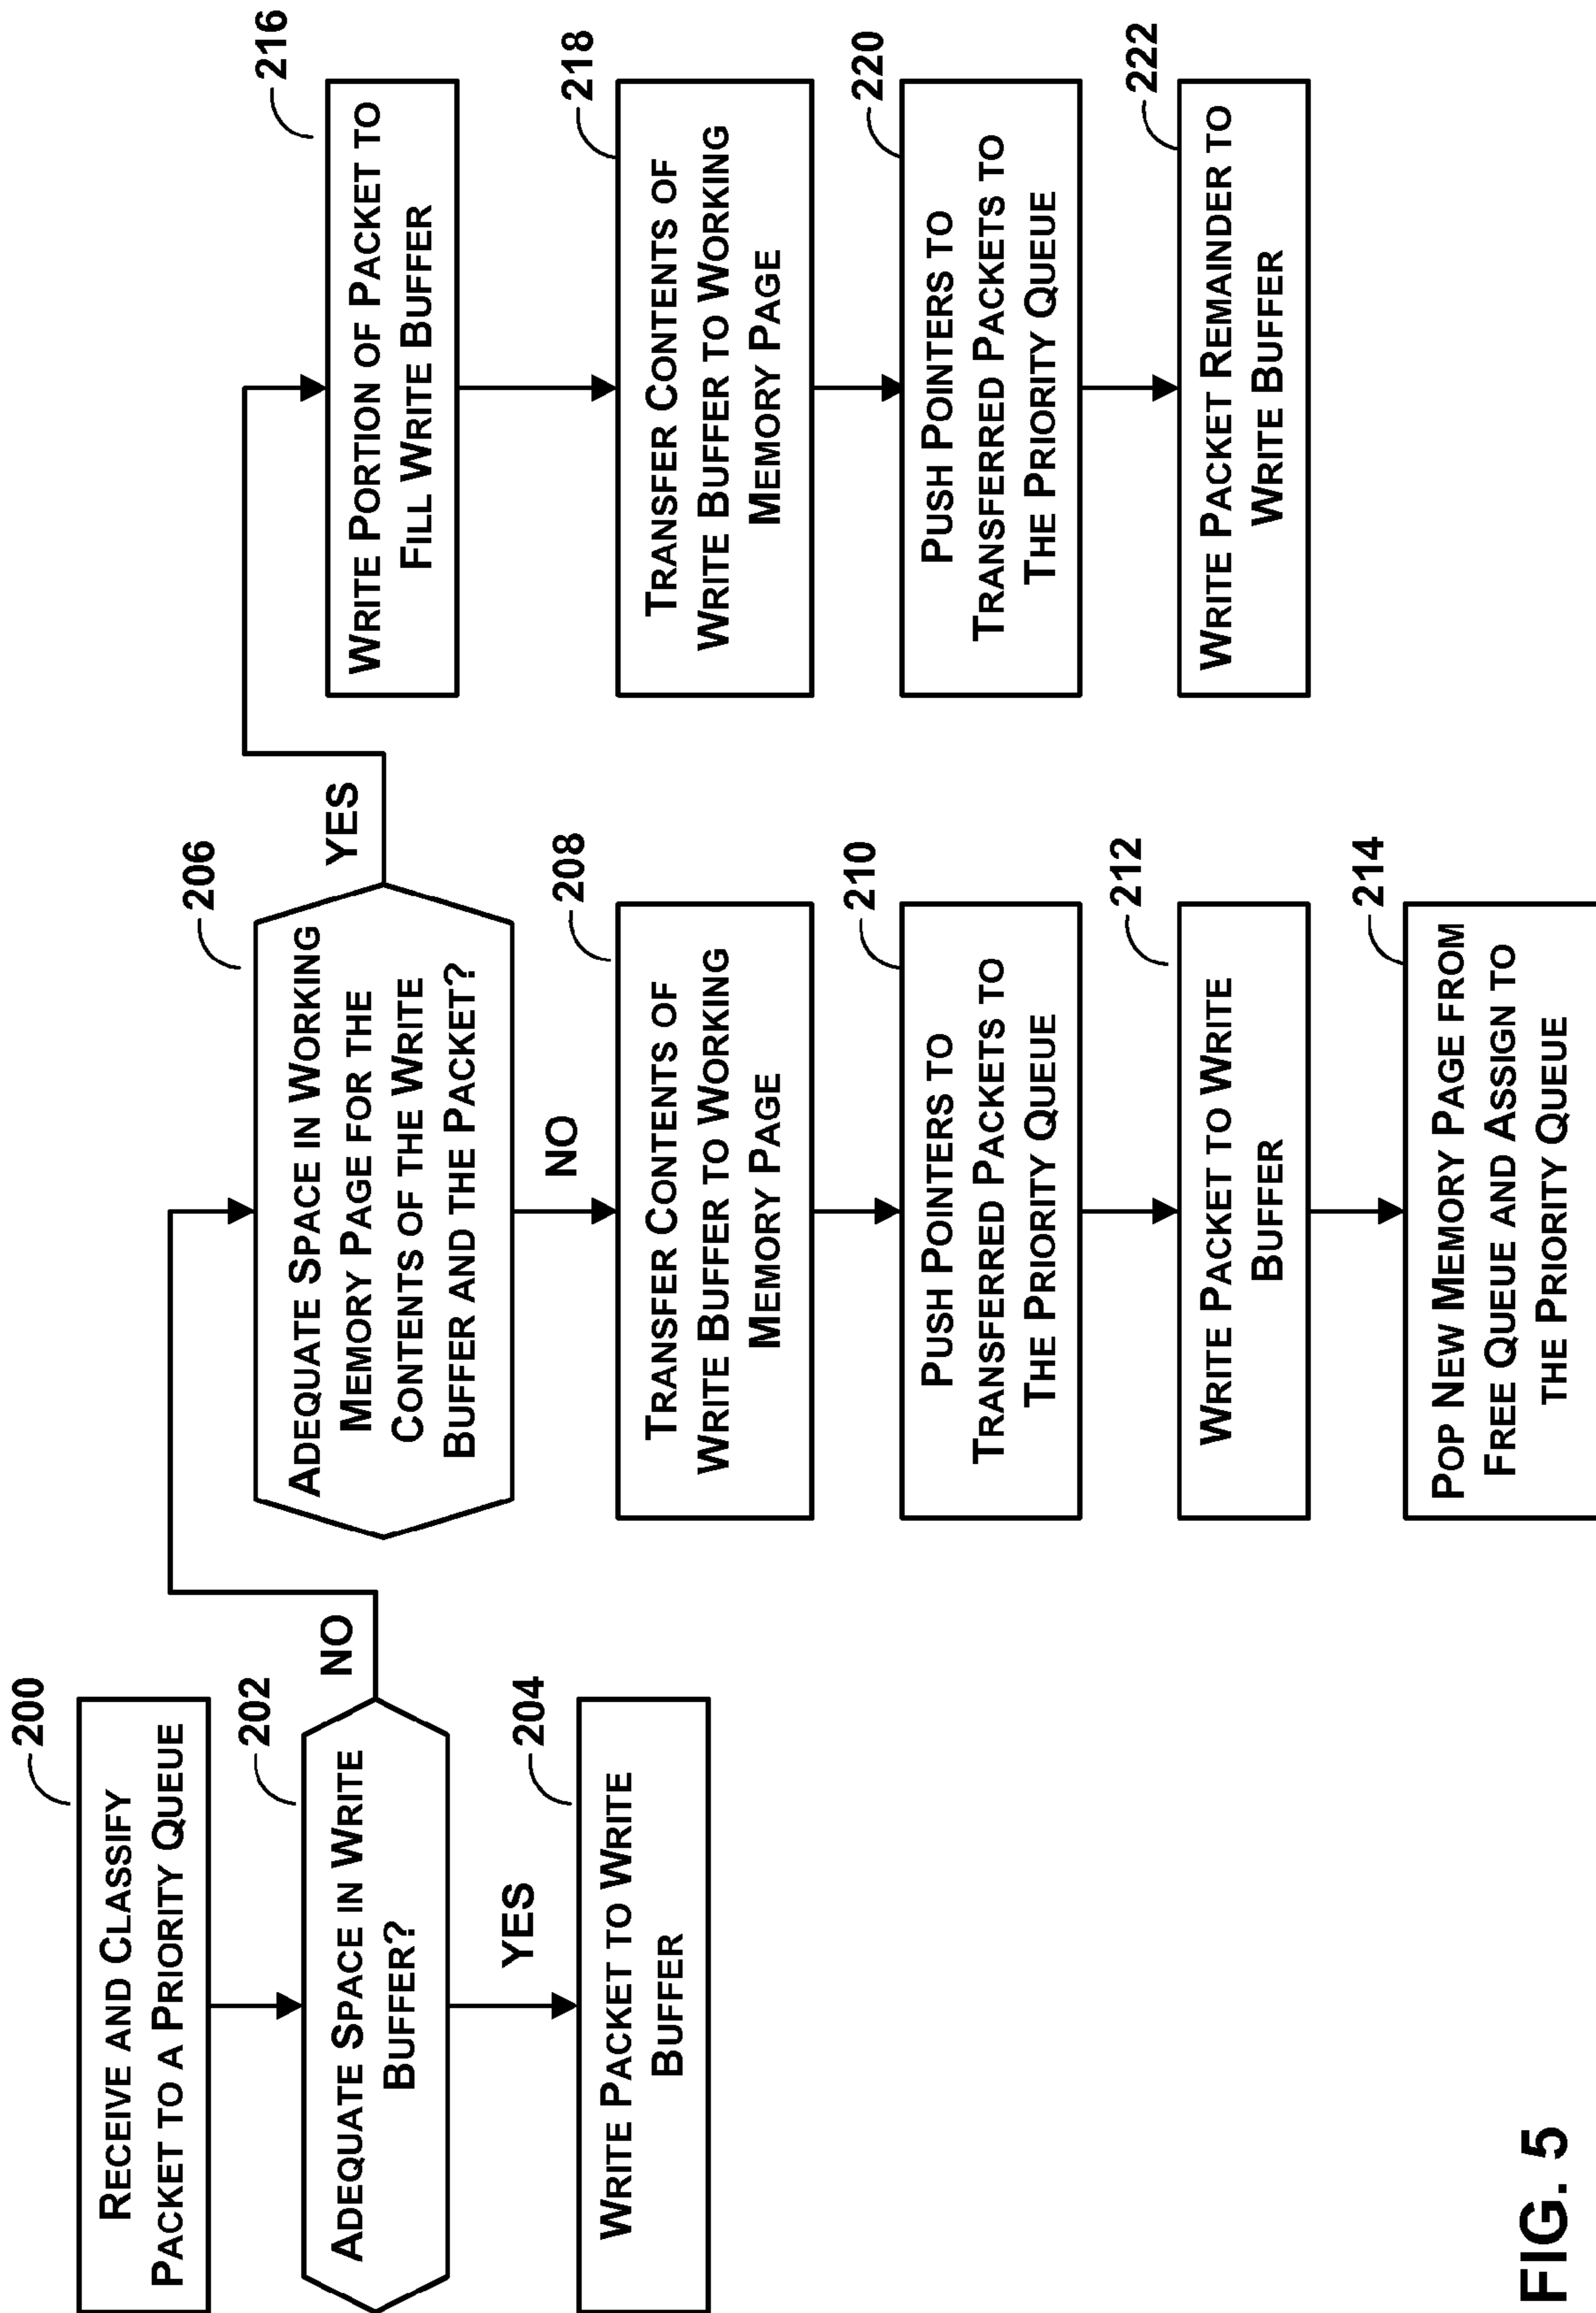 200
RECEIVE AND CLASSIFY
PACKET TO A PRIORITY QUEUE
202
ADEQUATE SPACE IN WRITE
BUFFER?
NO
YES
204
WRITE PACKET TO WRITE
BUFFER
206
ADEQUATE SPACE IN WORKING
MEMORY PAGE FOR THE
CONTENTS OF THE WRITE
BUFFER AND THE PACKET?
YES
NO
208
TRANSFER CONTENTS OF
WRITE BUFFER TO WORKING
MEMORY PAGE
210
PUSH POINTERS TO
TRANSFERRED PACKETS TO
THE PRIORITY QUEUE
212
WRITE PACKET TO WRITE
BUFFER
214
POP NEW MEMORY PAGE FROM
FREE QUEUE AND ASSIGN TO
THE PRIORITY QUEUE
216
WRITE PORTION OF PACKET TO
FILL WRITE BUFFER
218
TRANSFER CONTENTS OF
WRITE BUFFER TO WORKING
MEMORY PAGE
220
PUSH POINTERS TO
TRANSFERRED PACKETS TO
THE PRIORITY QUEUE
222
WRITE PACKET REMAINDER TO
WRITE BUFFER
FIG. 5